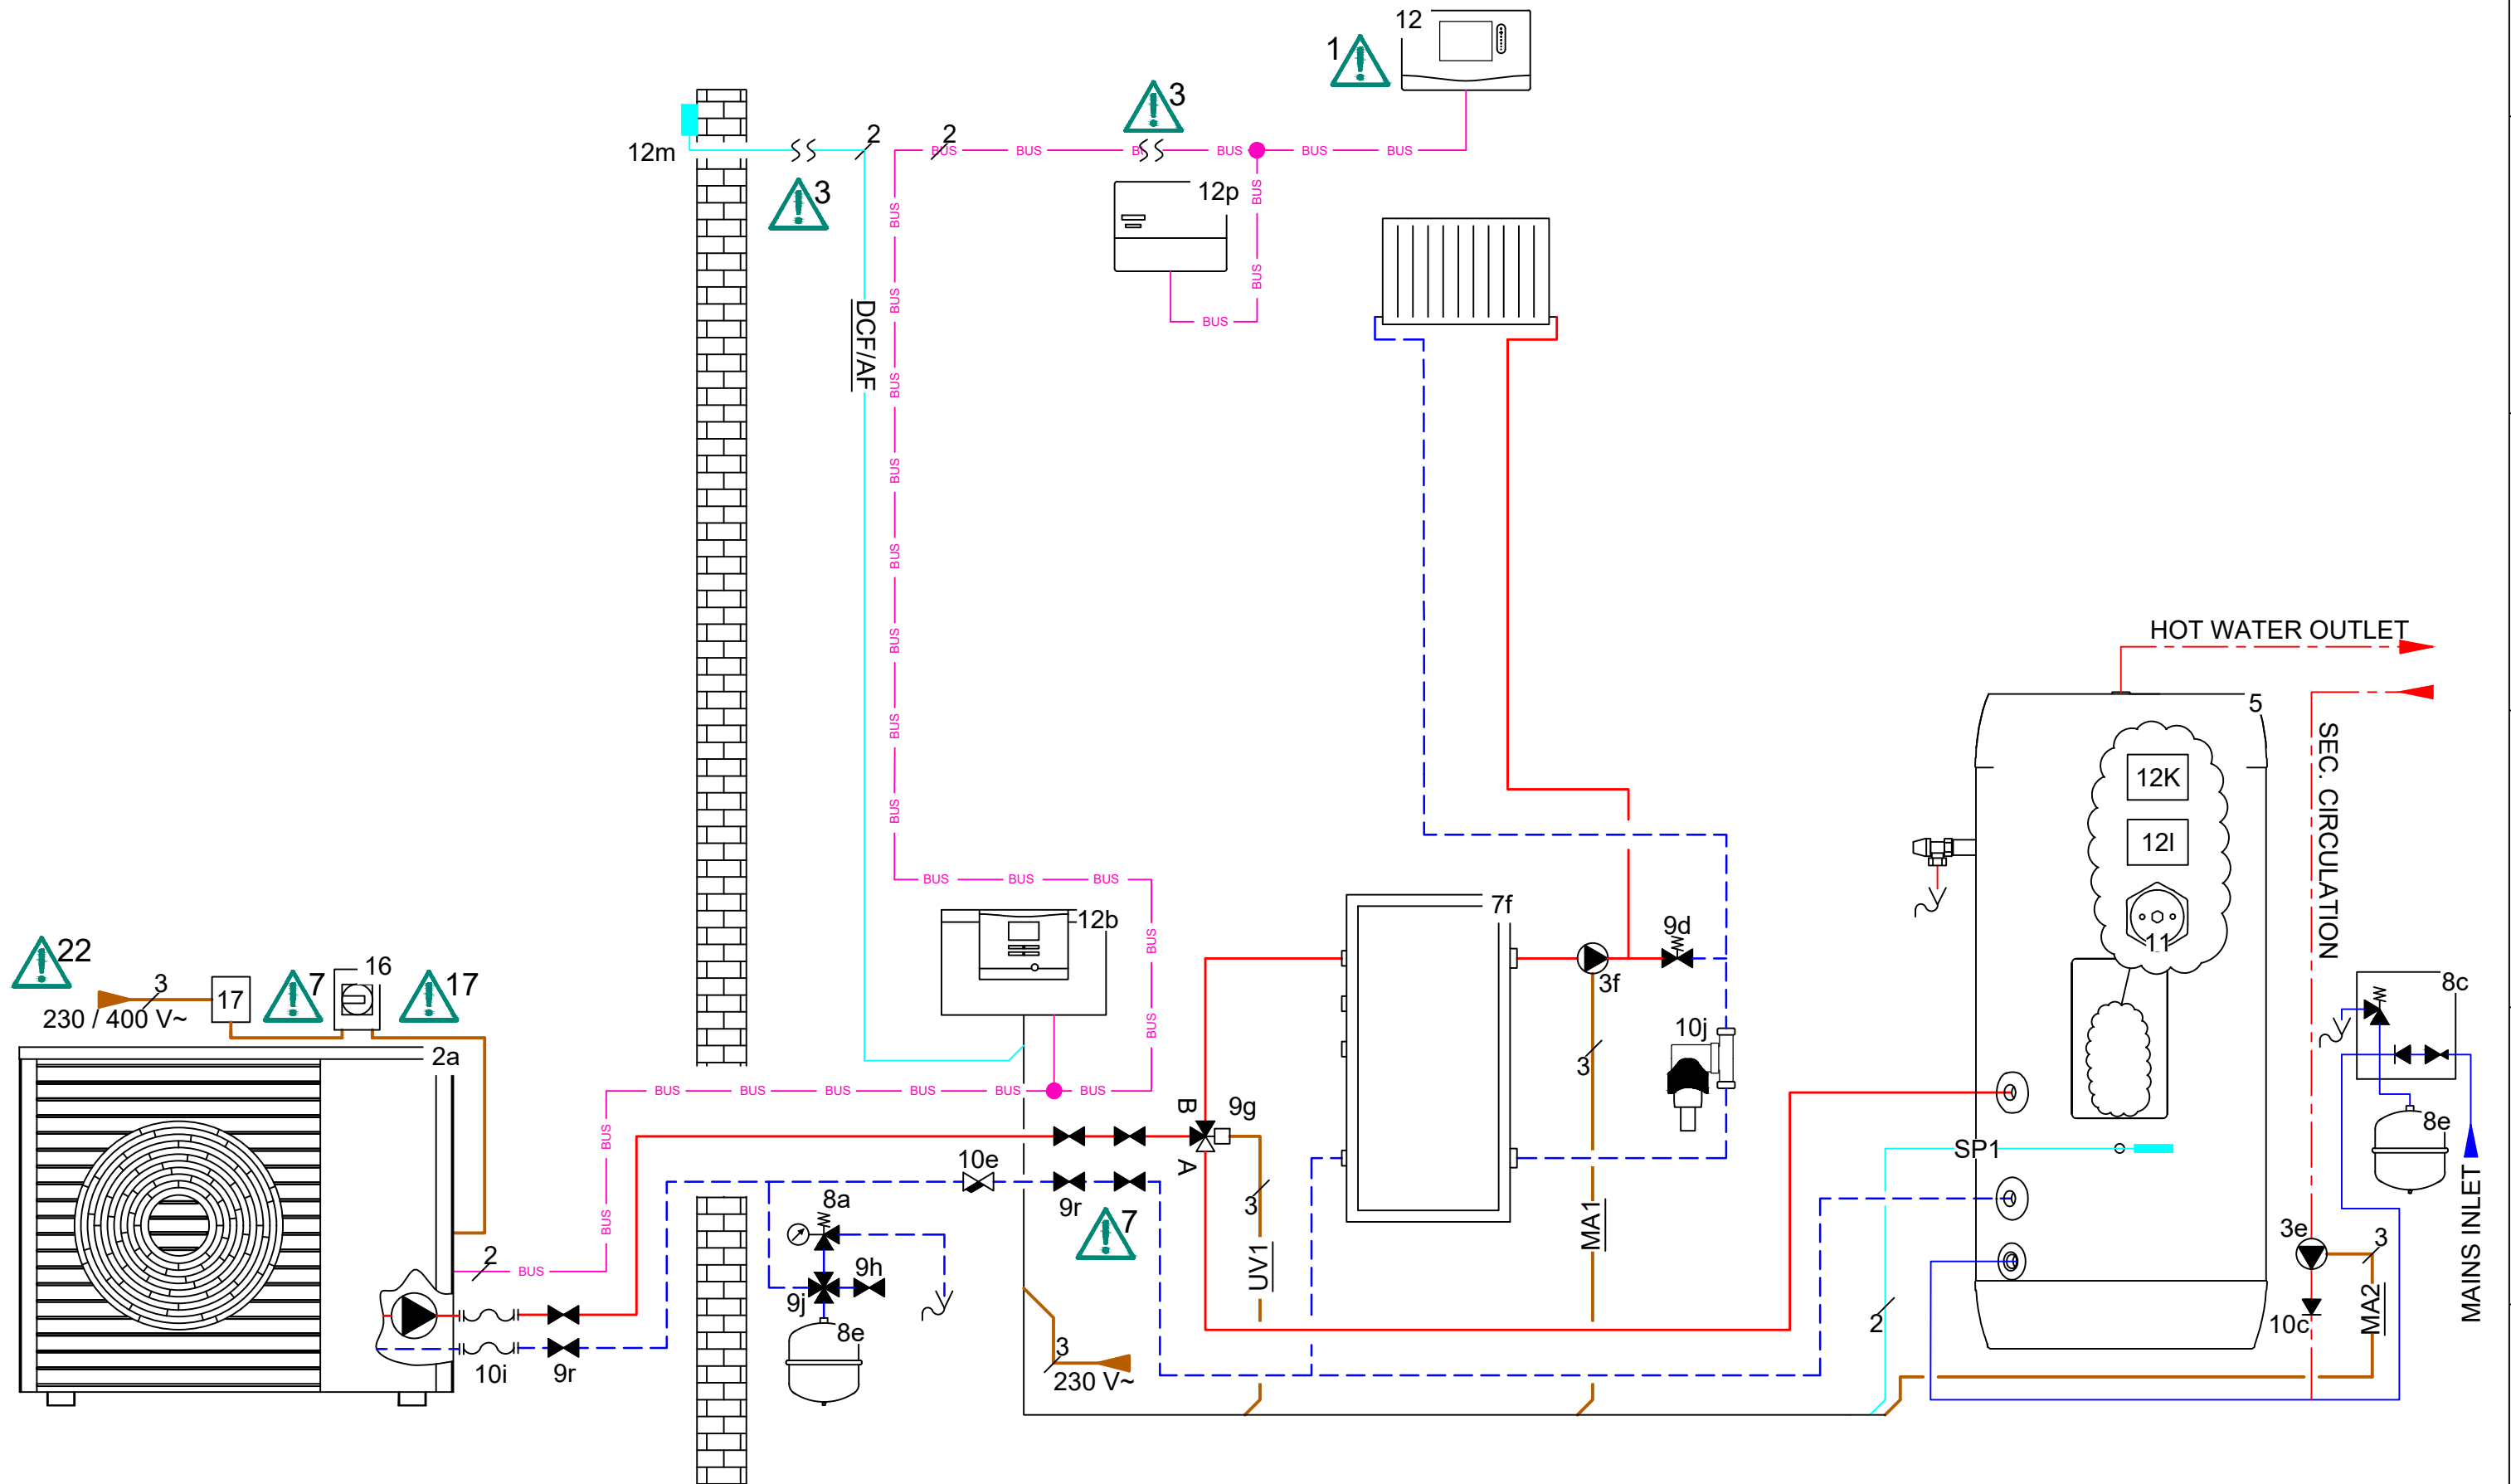 12
1
3
2
2
BUS
BUS
BUS
BUS
BUS
BUS
12m
3
12p
BUS
BUS
BUS
BUS
BUS
DCF/AF
BUS
BUS
BUS
BUS
BUS
BUS
HOT WATER OUTLET
5
SEC. CIRCULATION
12K
12l
11
BUS
BUS
BUS
BUS
12b
BUS
BUS
7f
9d
3f
22
3
17
7
16
17
230 / 400 V~
2a
10j
3
8c
8e
BUS
BUS
BUS
BUS
BUS
BUS
BUS
BUS
B
9g
A
10e
9r
7
8a
9h
9j
8e
3
UV1
MA1
SP1
MAINS INLET
3e
3
MA2
10c
2
2
BUS
10i
9r
3
230 V~